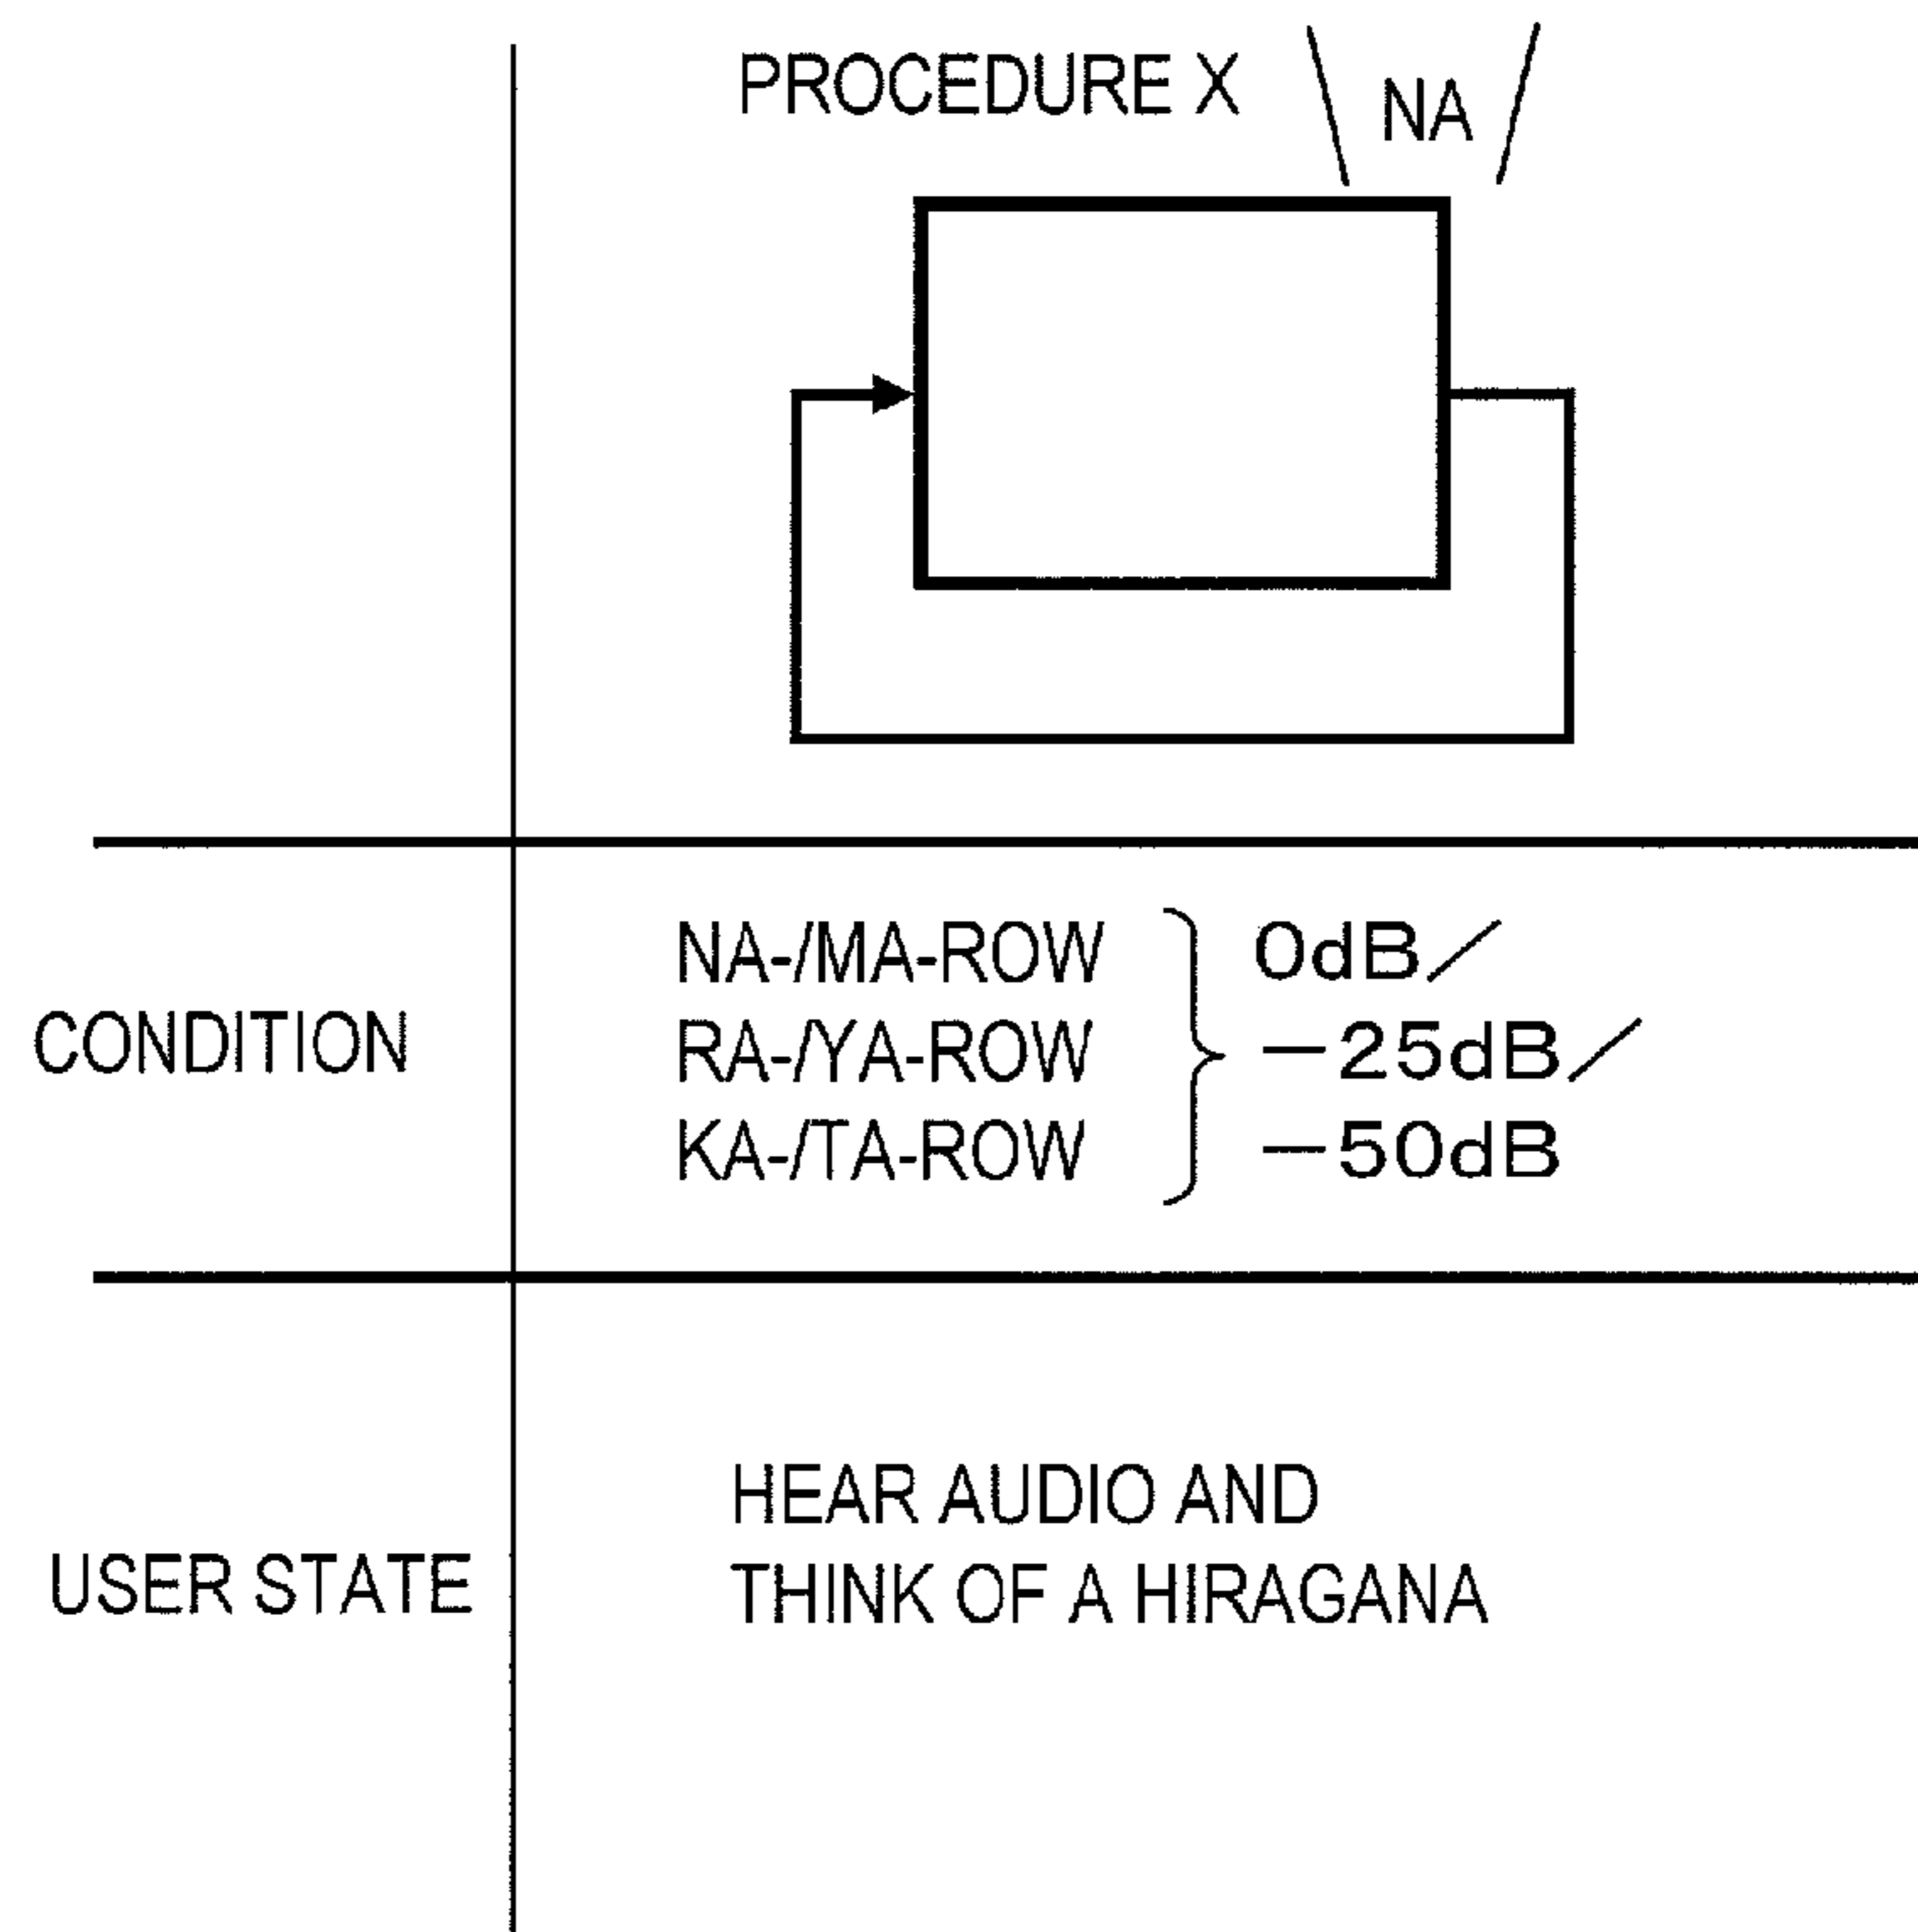 PROCEDURE X
\ NA /
CONDITION
NA-/MA-ROW 0dB/
RA-/YA-ROW −25dB/
KA-/TA-ROW −50dB
USER STATE
HEAR AUDIO AND
THINK OF A HIRAGANA